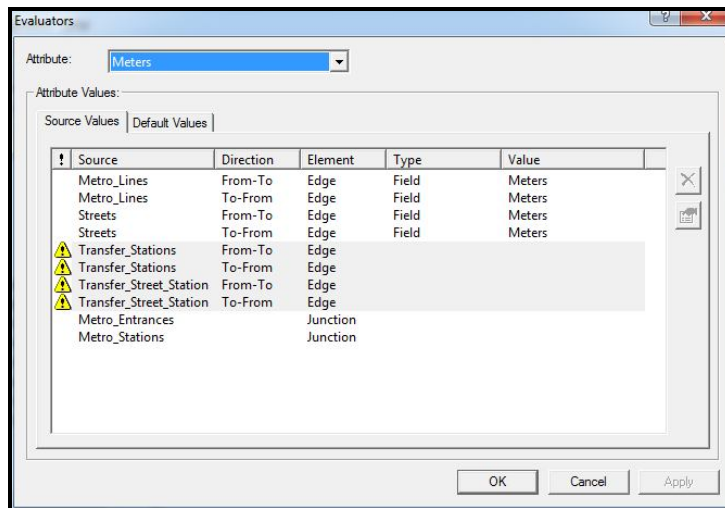 Evaluators
Attribute: Meters
Attribute Values:
Source Values Default Values
! Source Direction Element Type Value
Metro_Lines From-To Edge Field Meters
Metro_Lines To-From Edge Field Meters
Streets From-To Edge Field Meters
Streets To-From Edge Field Meters
Transfer_Stations From-To Edge
Transfer_Stations To-From Edge
Transfer_Street_Station From-To Edge
Transfer_Street_Station To-From Edge
Metro_Entrances Junction
Metro_Stations Junction
OK Cancel Apply